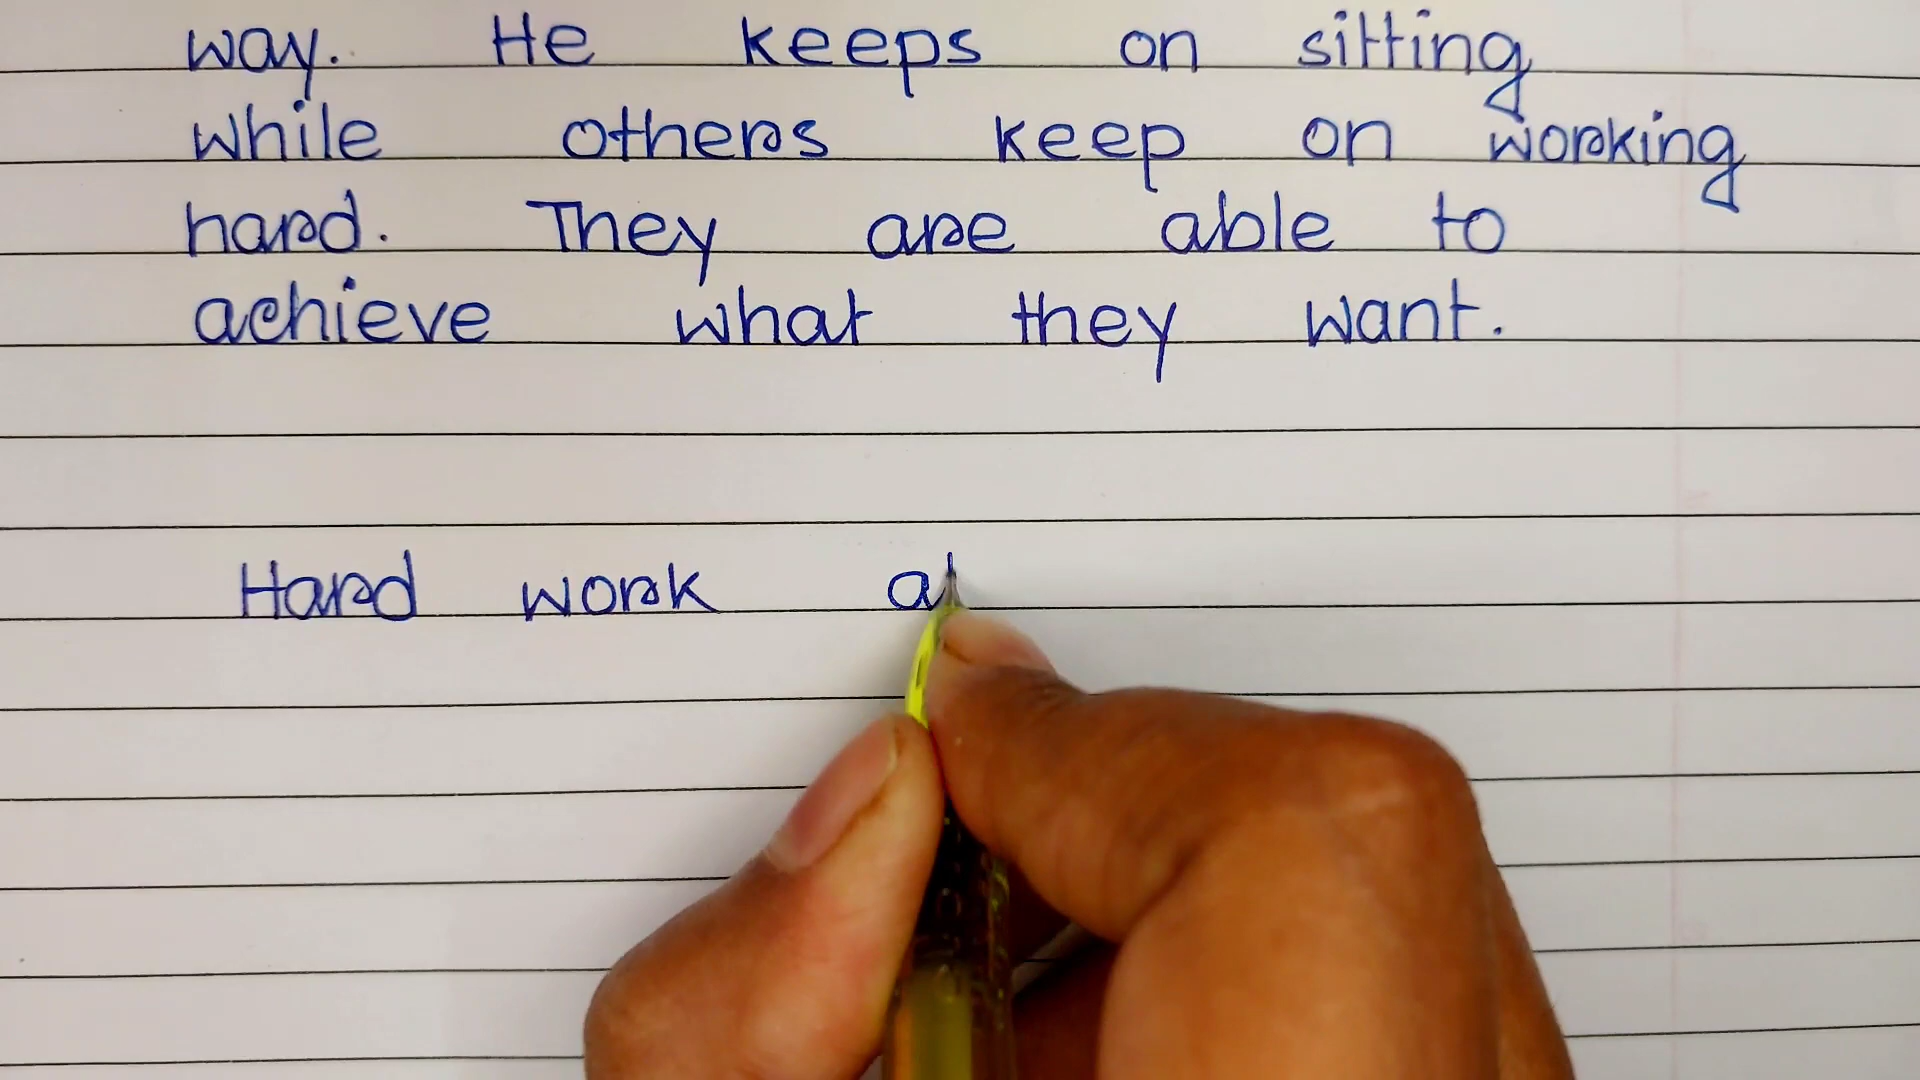 way. He keeps on sitting
while others keep on working
hard. They are able to
achieve what they want.
Hard work